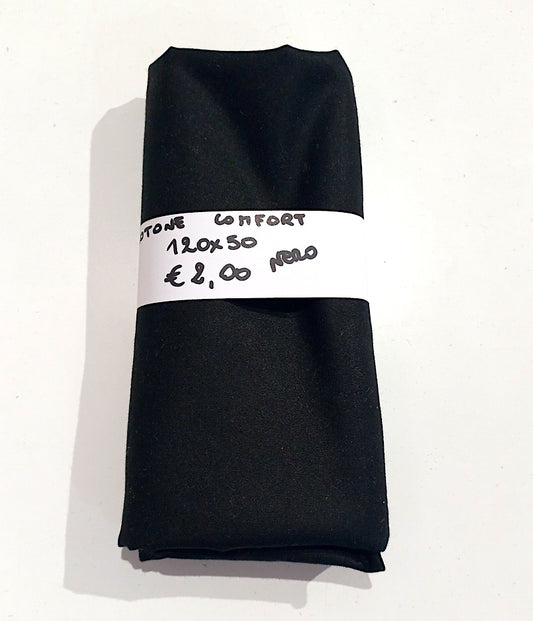 OTONE COMFORT
120x50
€ 2,00 NERO